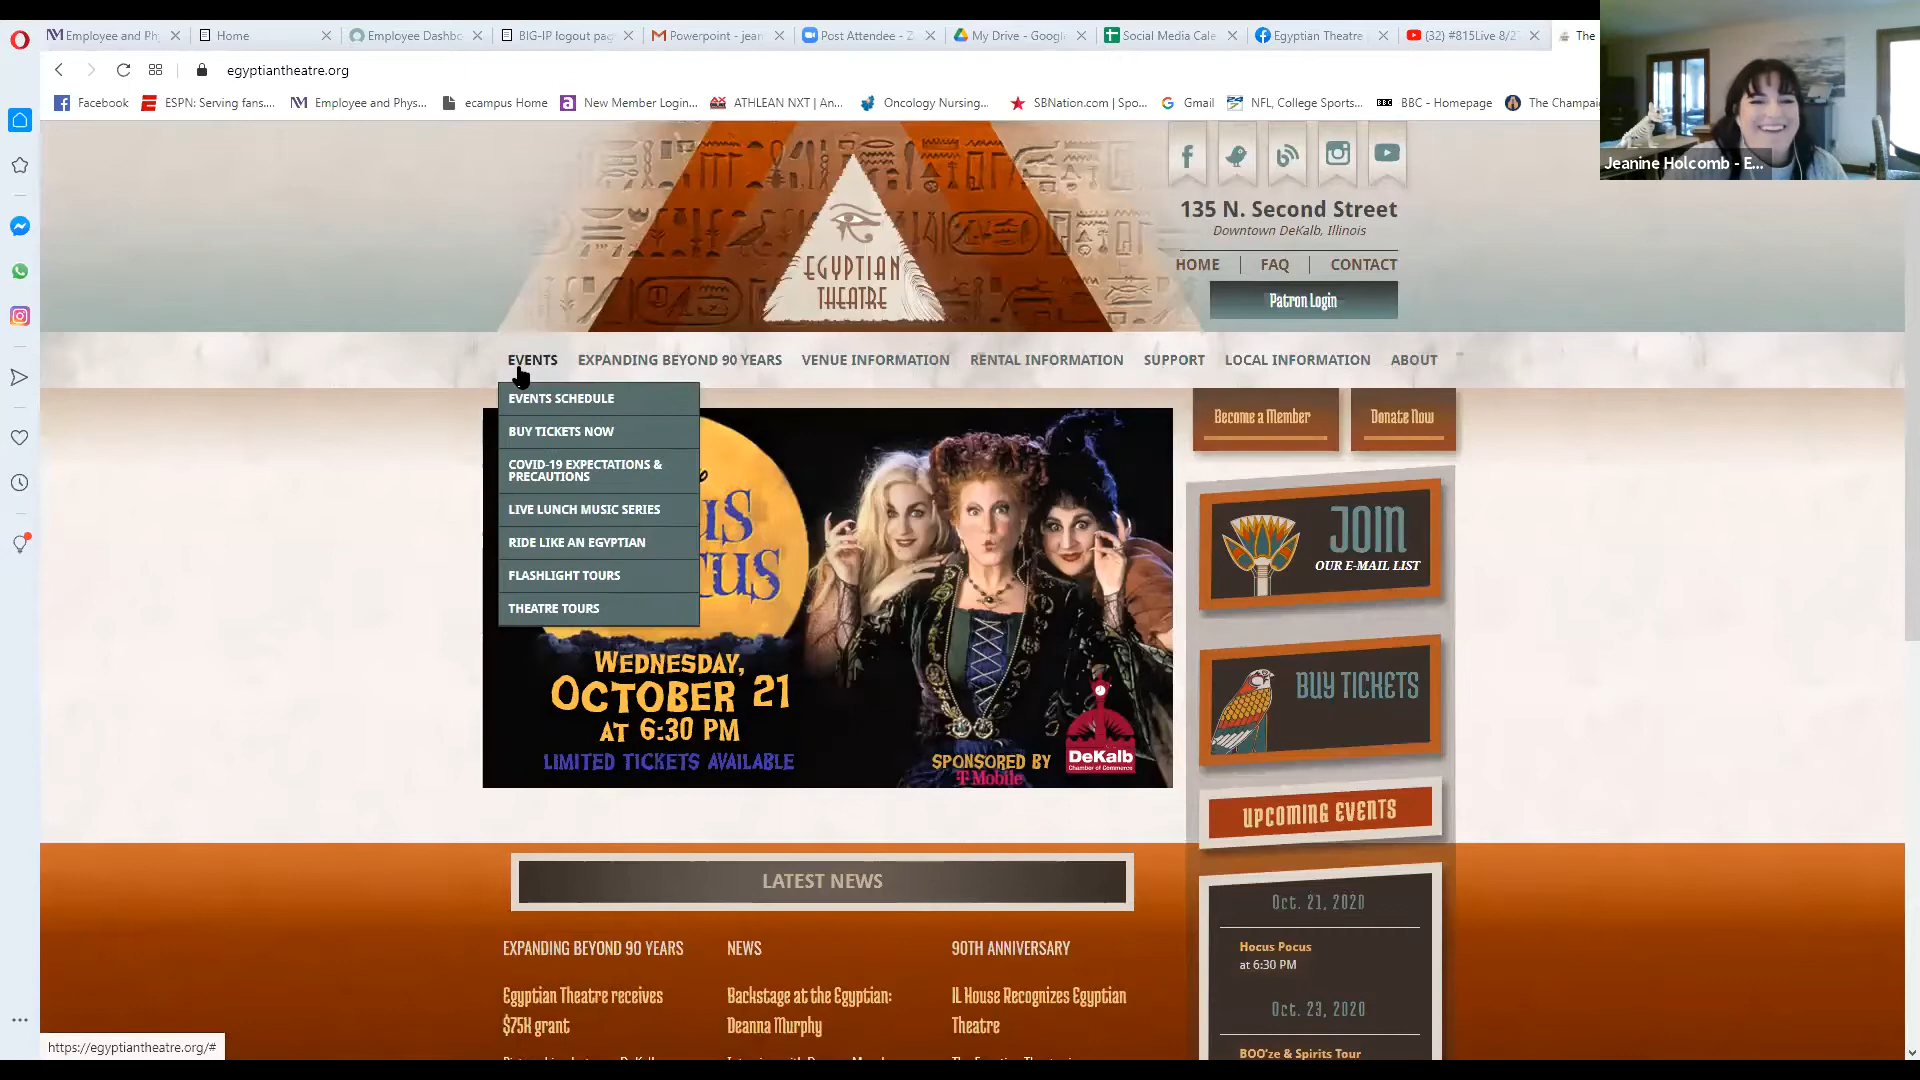 Employee and Phy
Home
Employee Dashbo
BIG-IP logout pag
Powerpoint - jean
Post Attendee - Z
My Drive - Google
Social Media Cale
Egyptian Theatre
(32) #815Live 8/2
The
egyptiantheatre.org
Facebook
ESPN: Serving fans....
Employee and Phys...
ecampus Home
New Member Login...
ATHLEAN NXT | An...
Oncology Nursing...
SBNation.com | Spo...
Gmail
NFL, College Sports...
BBC - Homepage
The Champai
Jeanine Holcomb - E...
EGYPTIAN
THEATRE
135 N. Second Street
Downtown DeKalb, Illinois
HOME
FAQ
CONTACT
Patron Login
EVENTS
EXPANDING BEYOND 90 YEARS
VENUE INFORMATION
RENTAL INFORMATION
SUPPORT
LOCAL INFORMATION
ABOUT
EVENTS SCHEDULE
BUY TICKETS NOW
COVID-19 EXPECTATIONS &
PRECAUTIONS
LIVE LUNCH MUSIC SERIES
RIDE LIKE AN EGYPTIAN
FLASHLIGHT TOURS
THEATRE TOURS
WEDNESDAY,
OCTOBER 21
AT 6:30 PM
LIMITED TICKETS AVAILABLE
SPONSORED BY
T Mobile
DeKalb
Chamber of Commerce
Become a Member
Donate Now
JOIN
OUR E-MAIL LIST
BUY TICKETS
UPCOMING EVENTS
Oct. 21, 2020
Hocus Pocus
at 6:30 PM
Oct. 23, 2020
BOO'ze & Spirits Tour
LATEST NEWS
EXPANDING BEYOND 90 YEARS
Egyptian Theatre receives
$75K grant
NEWS
Backstage at the Egyptian:
Deanna Murphy
90TH ANNIVERSARY
IL House Recognizes Egyptian
Theatre
https://egyptiantheatre.org/#